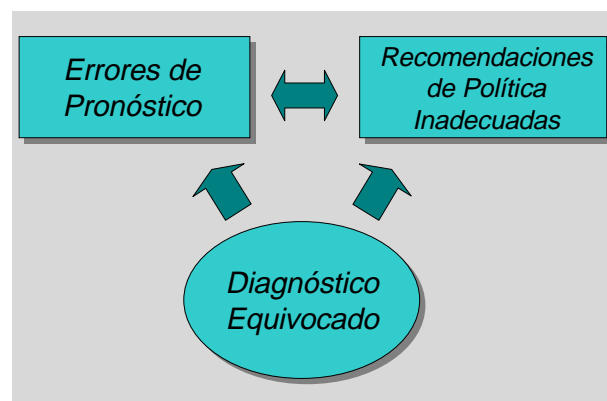 Errores de
Pronóstico
Recomendaciones
de Política
Inadecuadas
Diagnóstico
Equivocado